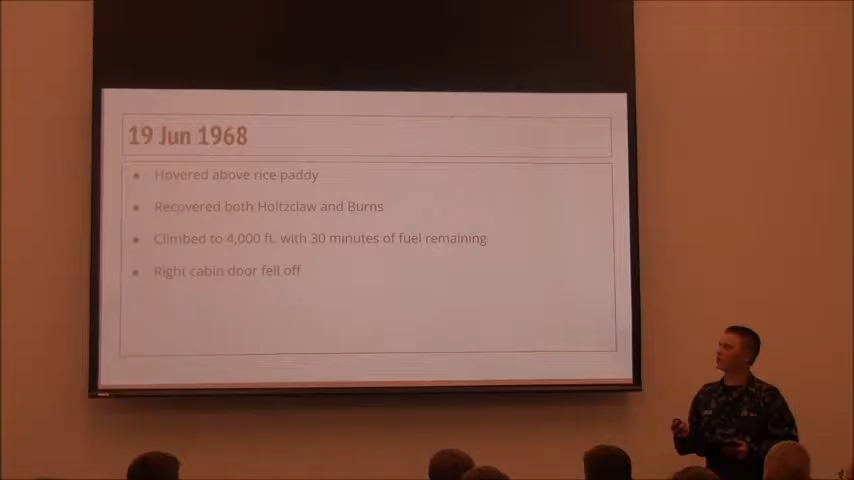 19 Jun 1968
Hovered above rice paddy
Recovered both Holtzclaw and Burns
Climbed to 4,000 ft. with 30 minutes of fuel remaining
Right cabin door fell off